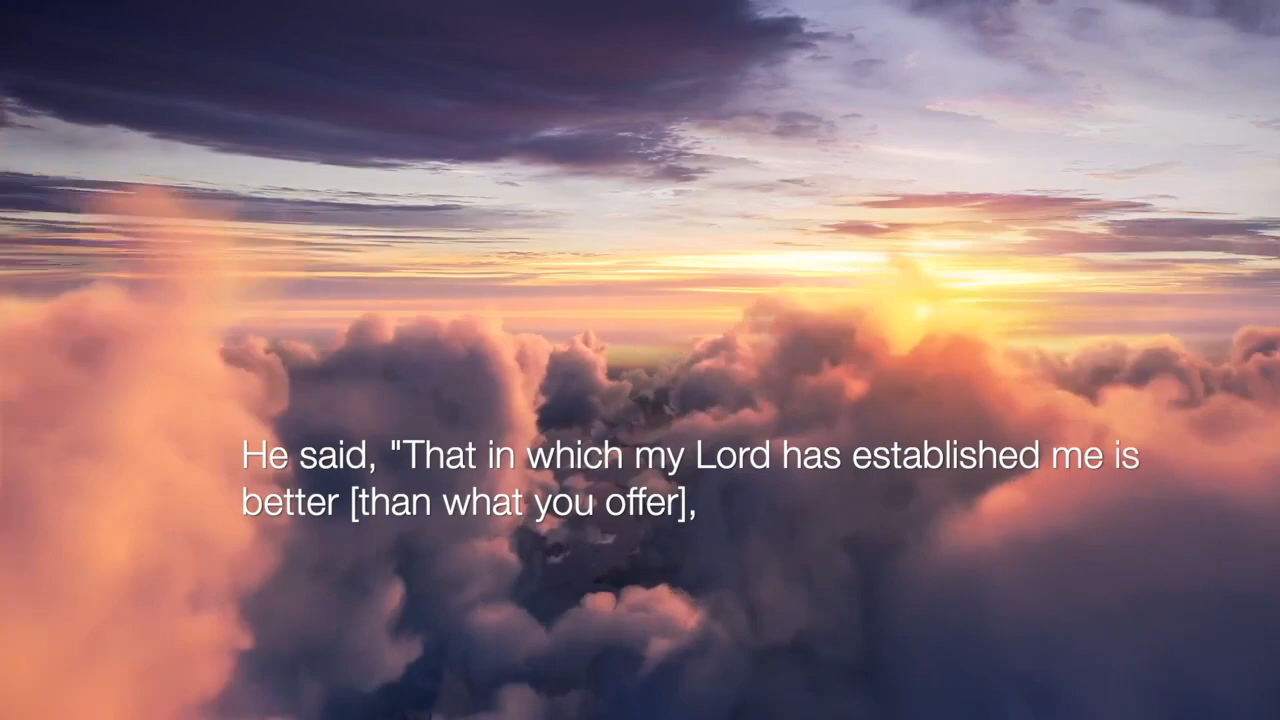 He said, "That in which my Lord has established me is
better [than what you offer],